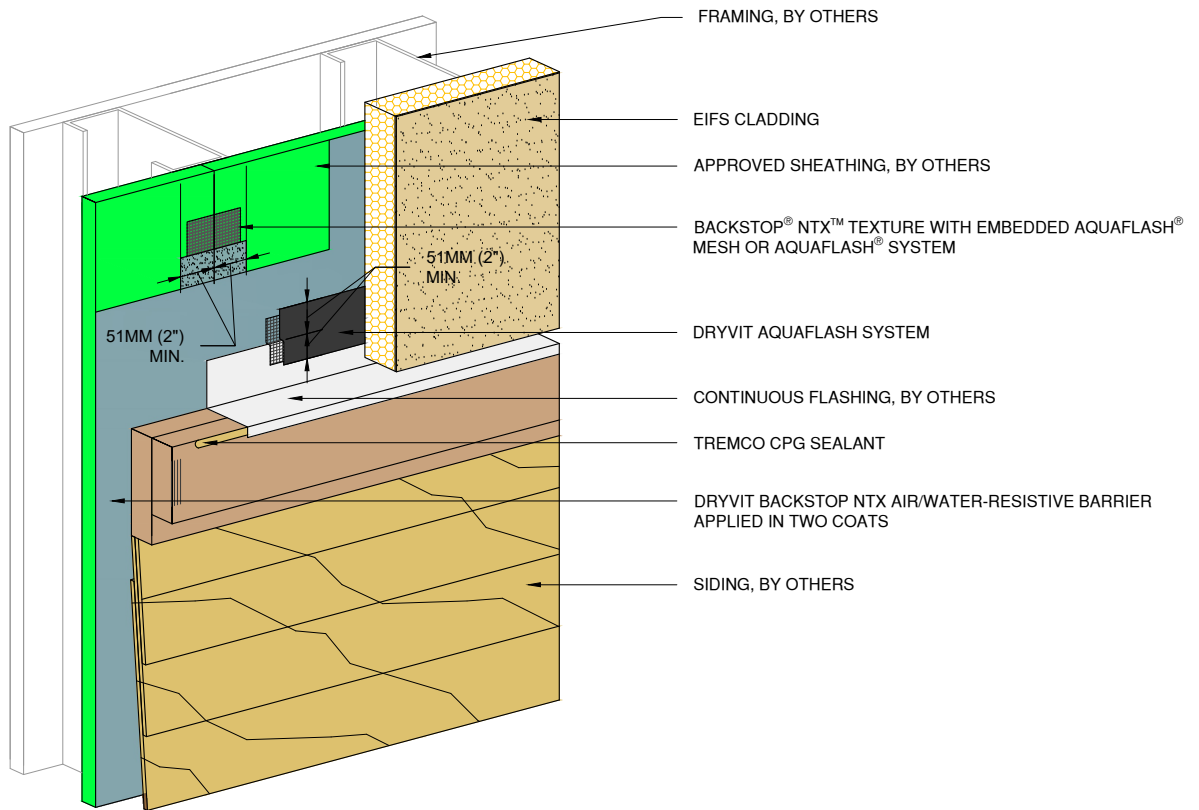 FRAMING, BY OTHERS
EIFS CLADDING
APPROVED SHEATHING, BY OTHERS
BACKSTOP® NTX™ TEXTURE WITH EMBEDDED AQUAFLASH®
MESH OR AQUAFLASH® SYSTEM
51MM (2")
MIN.
51MM (2")
MIN.
DRYVIT AQUAFLASH SYSTEM
CONTINUOUS FLASHING, BY OTHERS
TREMCO CPG SEALANT
DRYVIT BACKSTOP NTX AIR/WATER-RESISTIVE BARRIER
APPLIED IN TWO COATS
SIDING, BY OTHERS